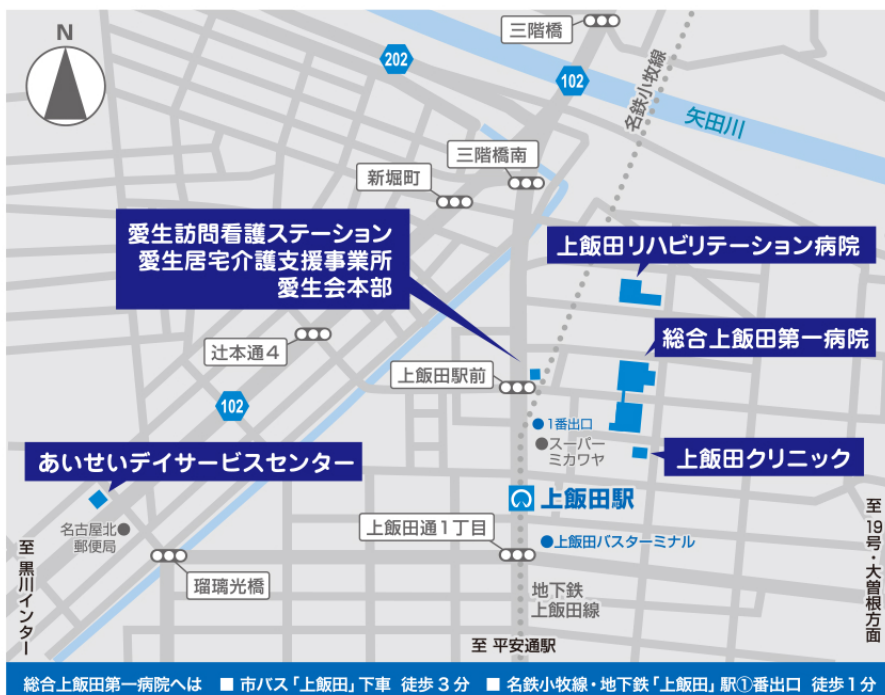 N
三階橋
202
102
名鉄小牧線
矢田川
三階橋南
新堀町
愛生訪問看護ステーション
愛生居宅介護支援事業所
愛生会本部
上飯田リハビリテーション病院
総合上飯田第一病院
辻本通4
上飯田駅前
102
1番出口
スーパー
ミカワヤ
上飯田クリニック
あいせいデイサービスセンター
上飯田駅
名古屋北
郵便局
上飯田通1丁目
上飯田バスターミナル
至 19号・大曽根方面
至 黒川インター
瑠璃光橋
地下鉄
上飯田線
至 平安通駅
総合上飯田第一病院へは ■ 市バス「上飯田」下車 徒歩3分 ■ 名鉄小牧線・地下鉄「上飯田」駅①番出口 徒歩1分